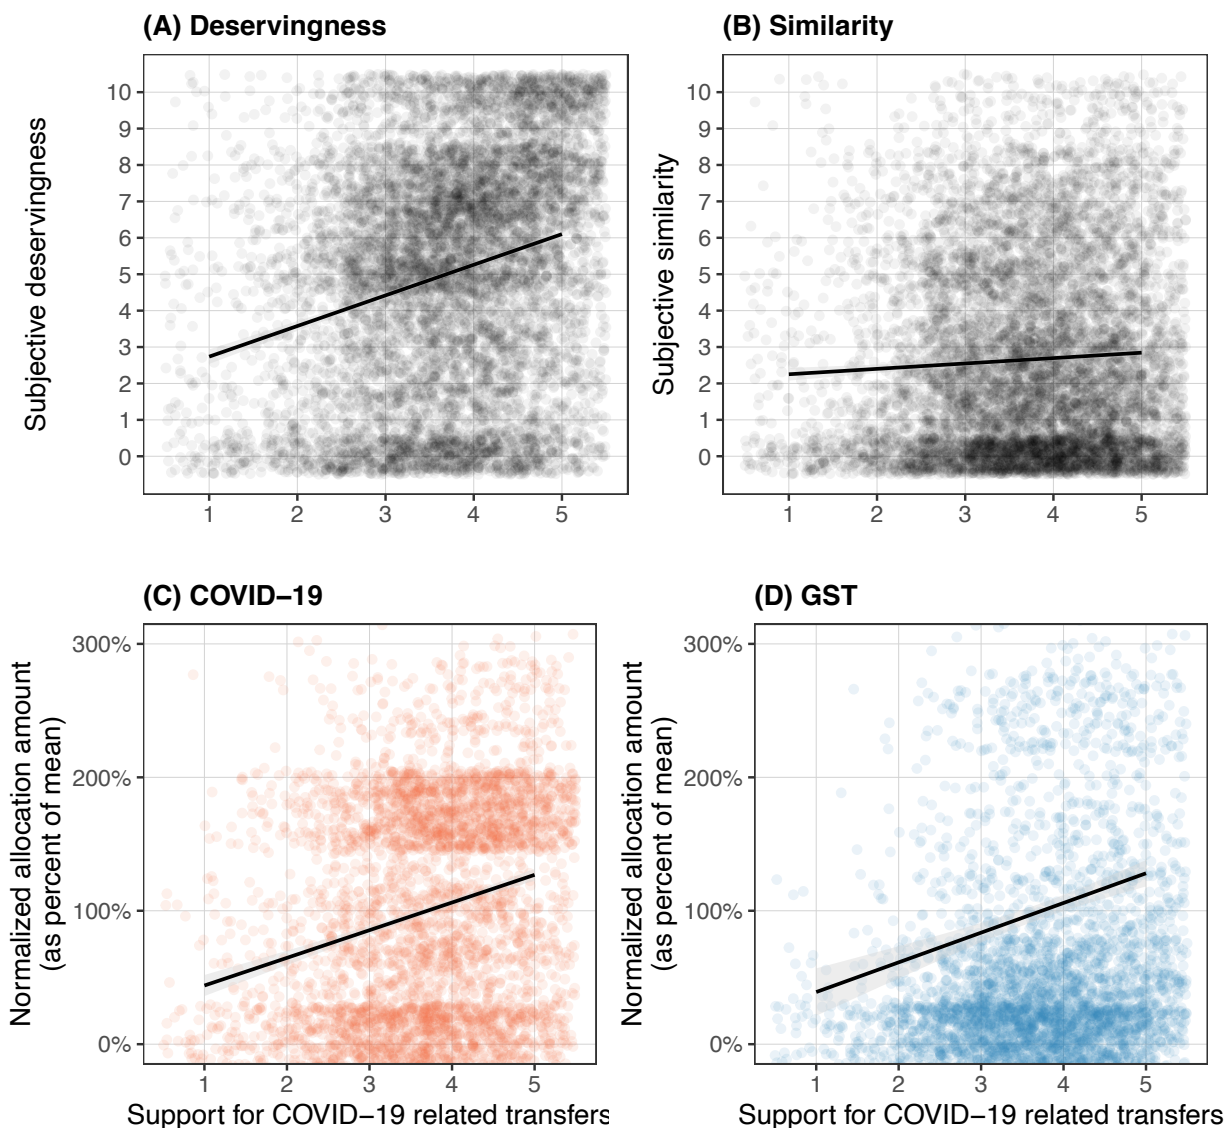 (A) Deservingness
Subjective deservingness
10
9
8
7
6
5
4
3
2
1
0
1 2 3 4 5
(B) Similarity
Subjective similarity
10
9
8
7
6
5
4
3
2
1
0
1 2 3 4 5
(C) COVID−19
Normalized allocation amount
(as percent of mean)
300%
200%
100%
0%
1 2 3 4 5
Support for COVID−19 related transfers
(D) GST
Normalized allocation amount
(as percent of mean)
300%
200%
100%
0%
1 2 3 4 5
Support for COVID−19 related transfers